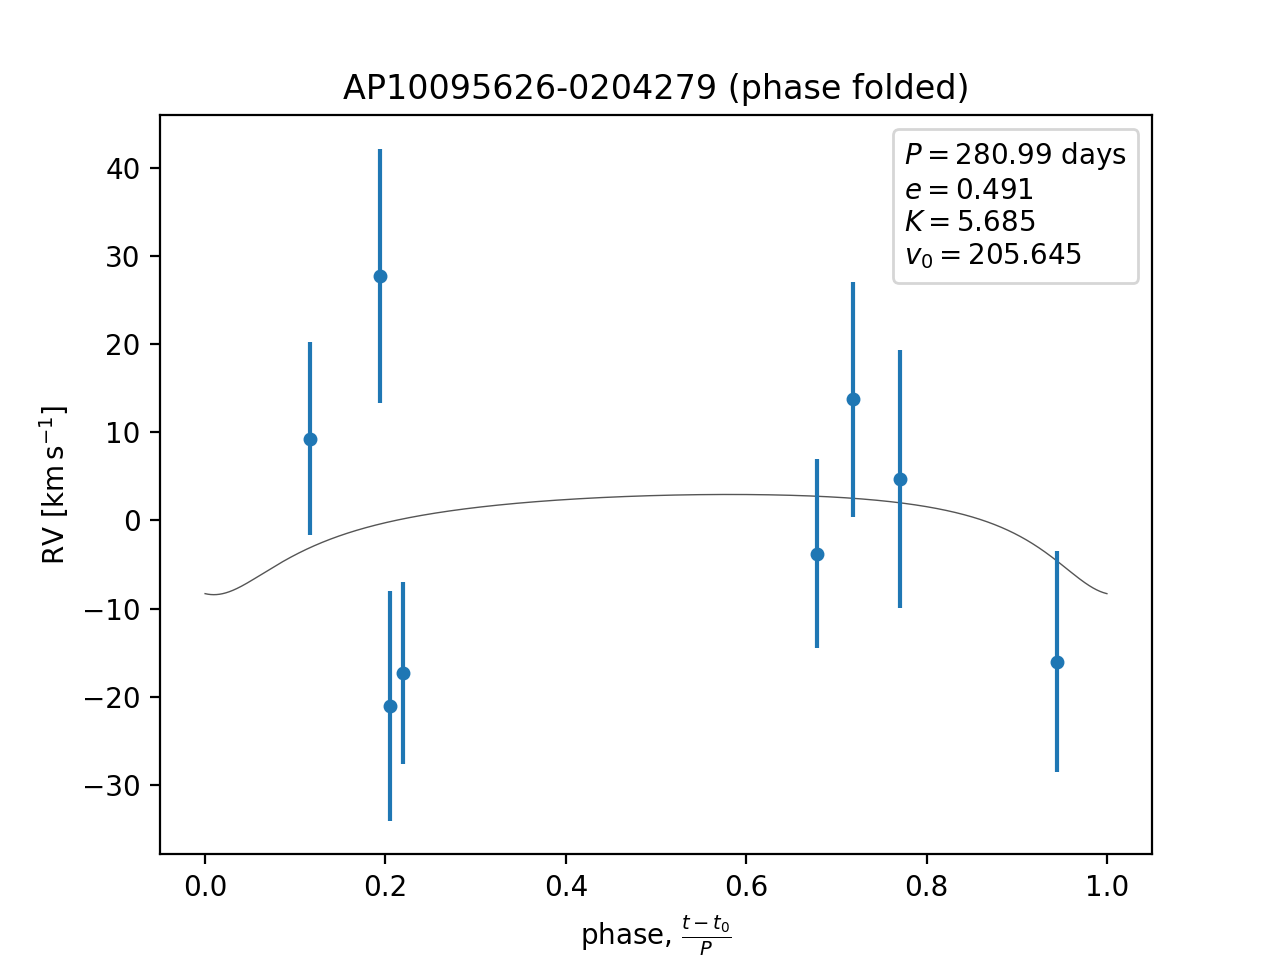 AP10095626-0204279 (phase folded)
P = 280.99 days
e = 0.491
K = 5.685
v₀ = 205.645
RV [km s⁻¹]
40
30
20
10
0
−10
−20
−30
0.0 0.2 0.4 0.6 0.8 1.0
phase, (t − t₀)/P